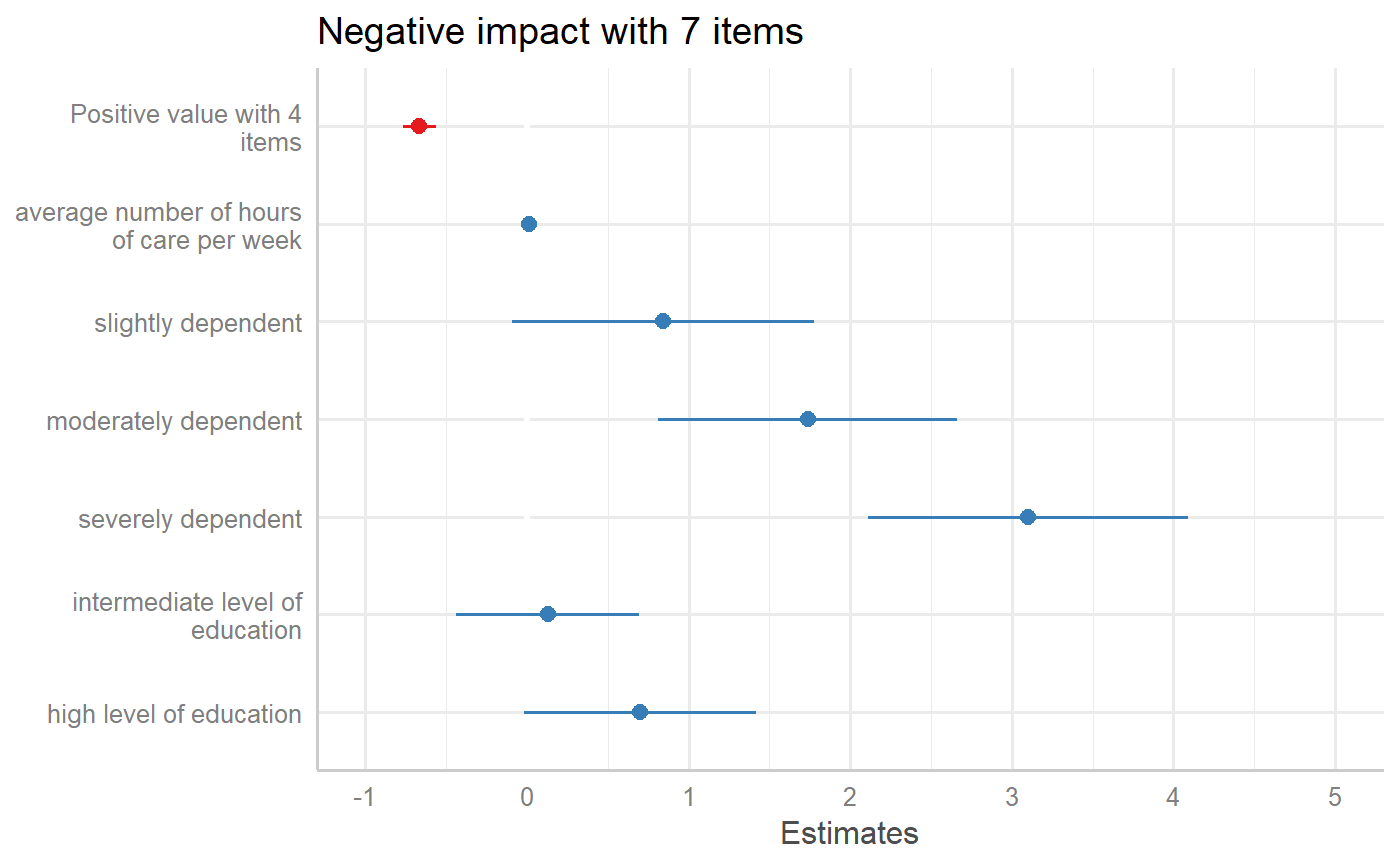 Negative impact with 7 items
Positive value with 4
items
average number of hours
of care per week
slightly dependent
moderately dependent
severely dependent
intermediate level of
education
high level of education
-1 0 1 2 3 4 5
Estimates